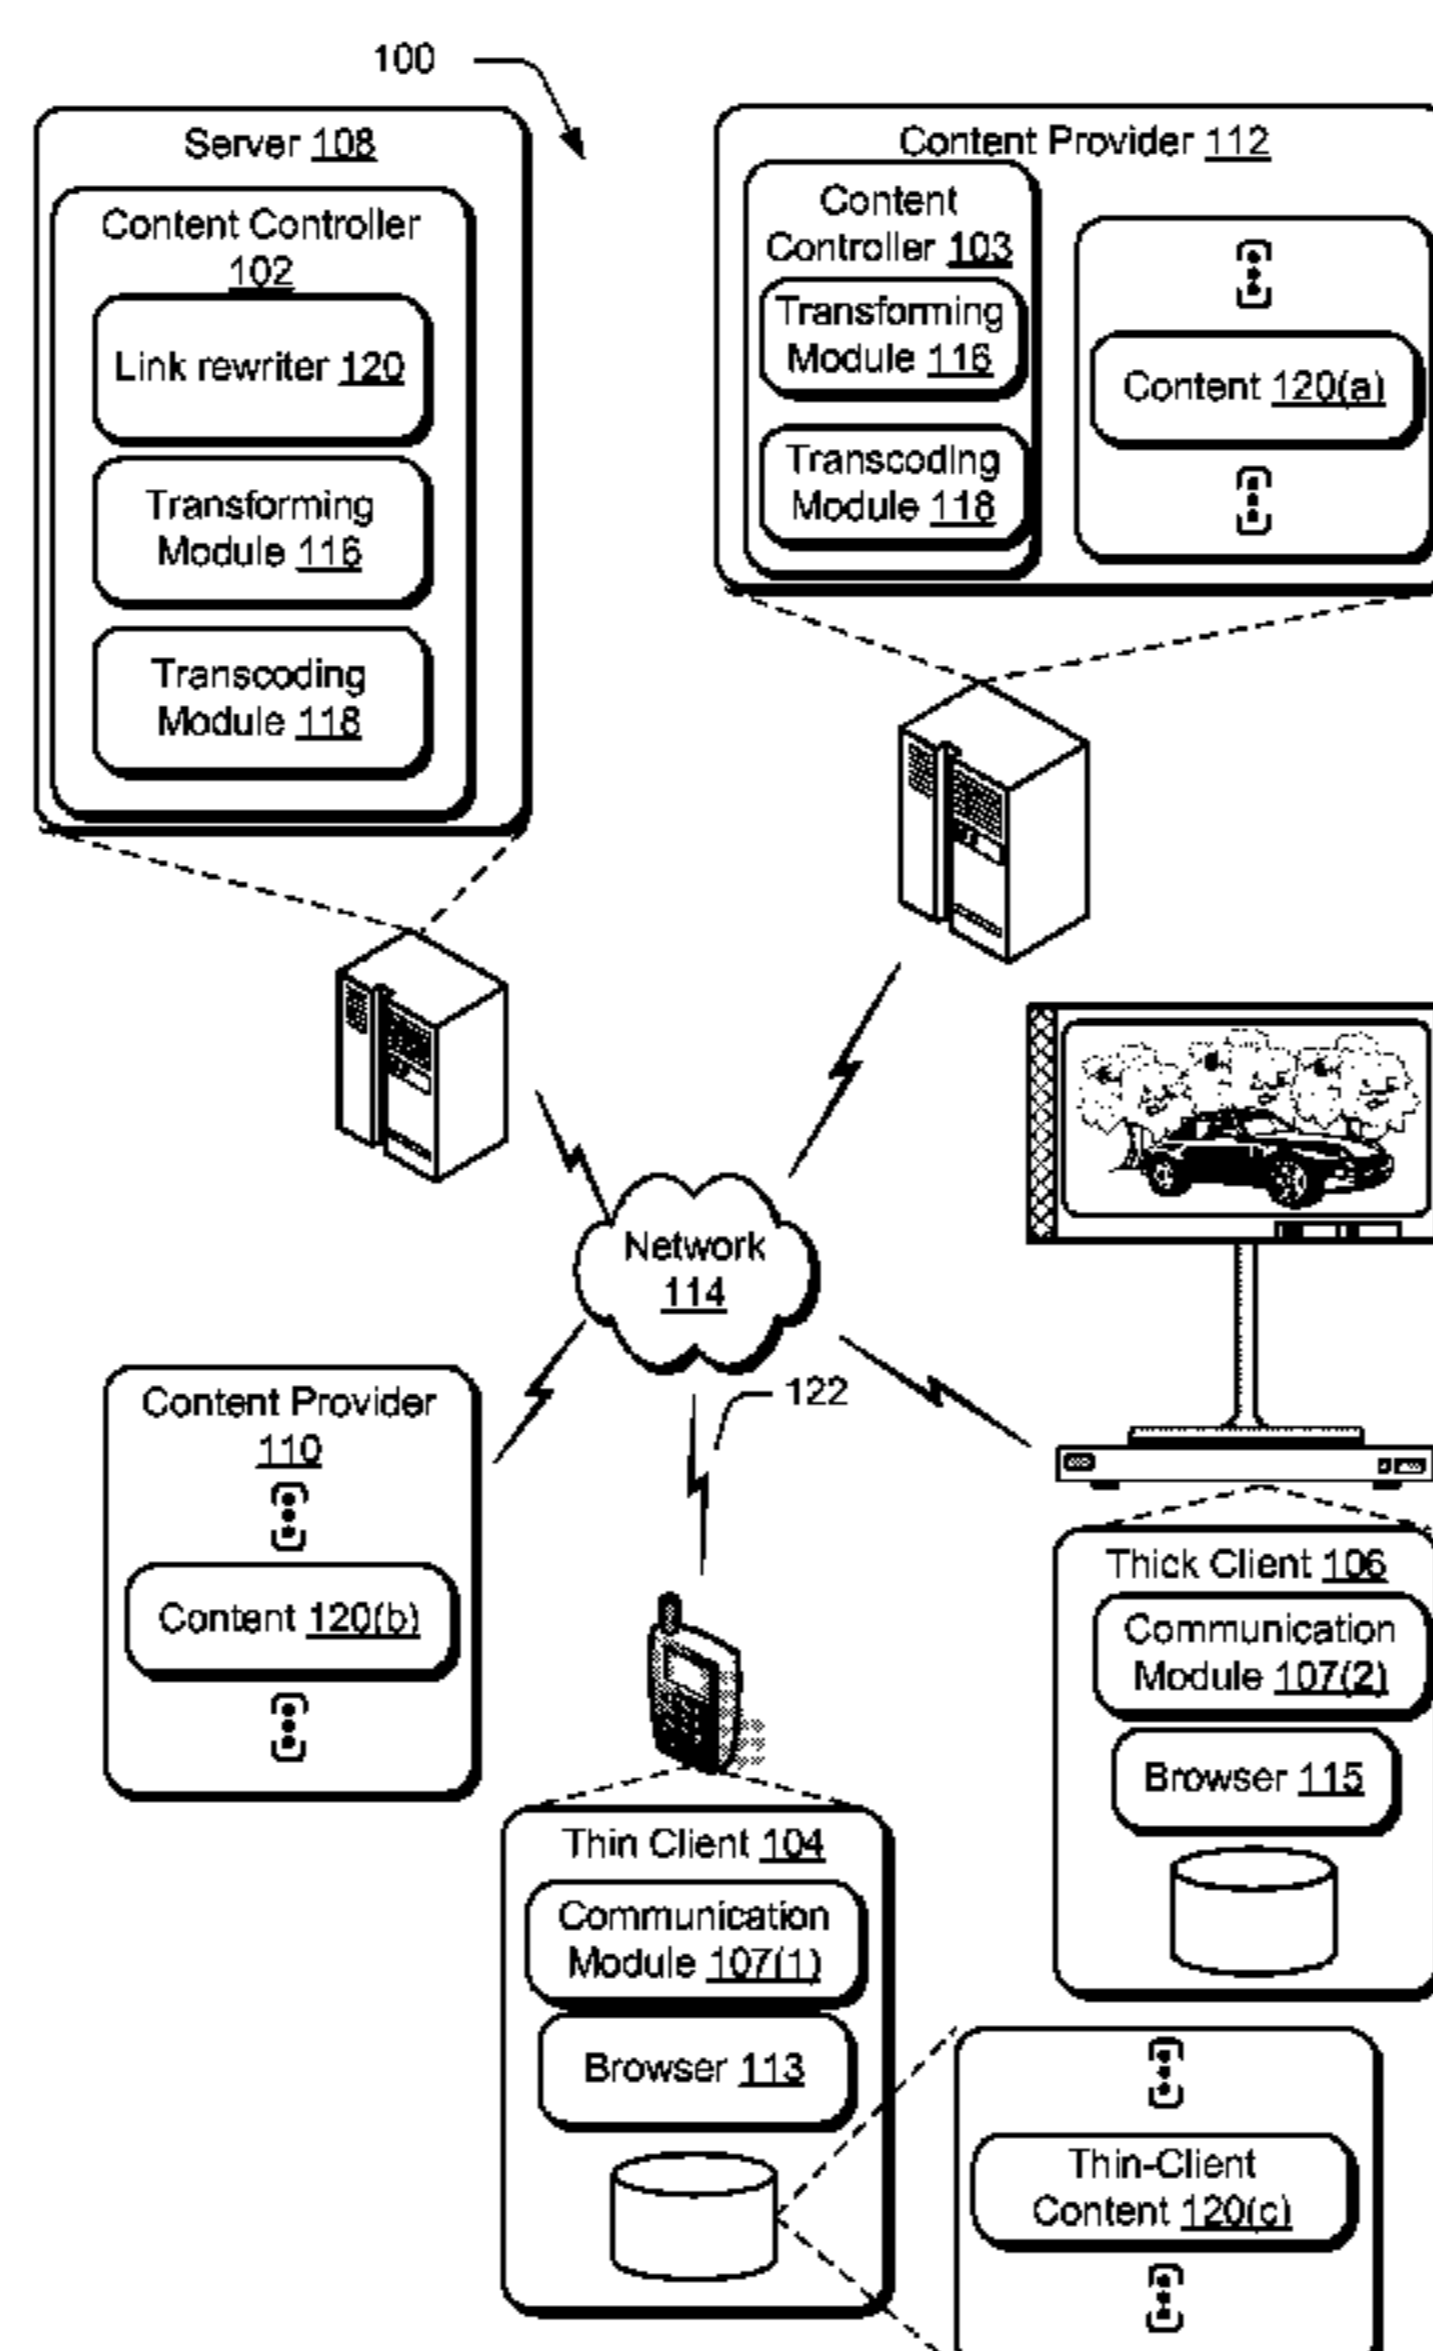 100
Server 108
Content Controller
102
Link rewriter 120
Transforming
Module 116
Transcoding
Module 118
Content Provider 112
Content
Controller 103
Transforming
Module 116
Transcoding
Module 118
Content 120(a)
Network
114
122
Content Provider
110
Content 120(b)
Thick Client 106
Communication
Module 107(2)
Browser 115
Thin Client 104
Communication
Module 107(1)
Browser 113
Thin-Client
Content 120(c)